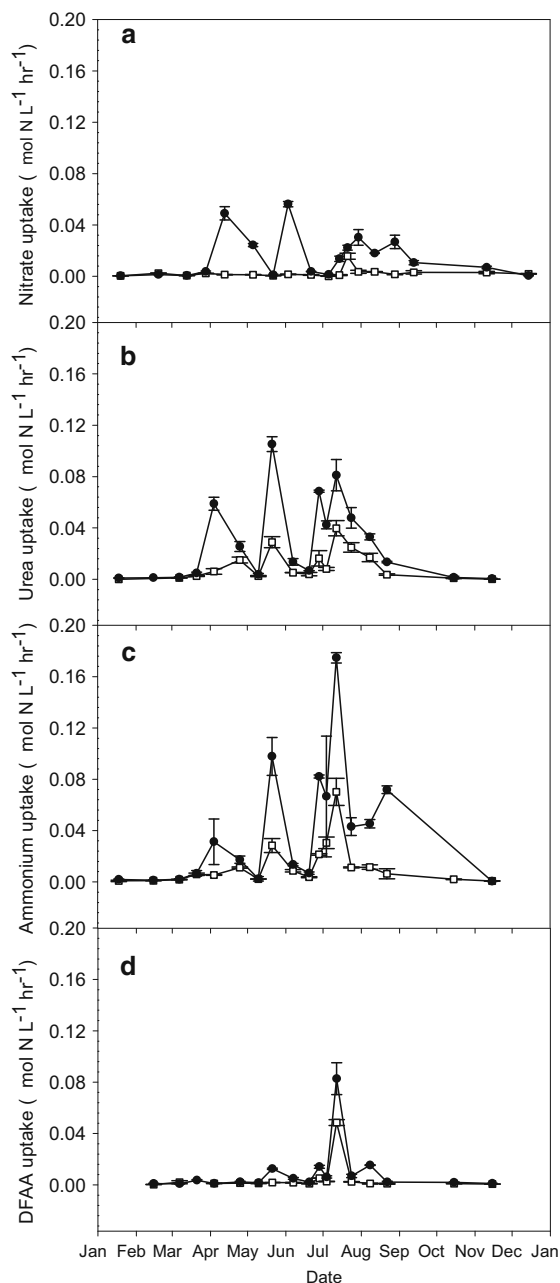 0.20
a
0.16
0.12
0.08
0.04
0.00
Nitrate uptake ( mol N L-1 hr-1)
0.20
b
0.16
0.12
0.08
0.04
0.00
Urea uptake ( mol N L-1 hr-1)
0.20
c
0.16
0.12
0.08
0.04
0.00
Ammonium uptake ( mol N L-1 hr-1)
0.20
d
0.16
0.12
0.08
0.04
0.00
DFAA uptake ( mol N L-1 hr-1)
Jan Feb Mar Apr May Jun Jul Aug Sep Oct Nov Dec Jan
Date